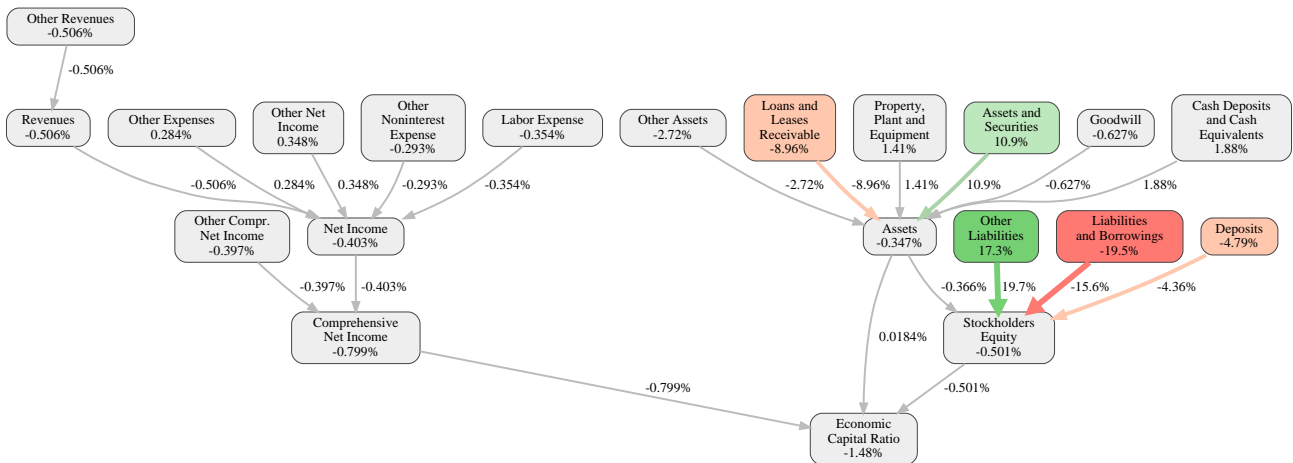 Other Revenues
-0.506%
-0.506%
Revenues
-0.506%
Other Expenses
0.284%
Other Net
Income
0.348%
Other
Noninterest
Expense
-0.293%
Labor Expense
-0.354%
Other Assets
-2.72%
Loans and
Leases
Receivable
-8.96%
Property,
Plant and
Equipment
1.41%
Assets and
Securities
10.9%
Goodwill
-0.627%
Cash Deposits
and Cash
Equivalents
1.88%
-0.506%
0.284%
0.348%
-0.293%
-0.354%
-2.72%
-8.96%
1.41%
10.9%
-0.627%
1.88%
Other Compr.
Net Income
-0.397%
Net Income
-0.403%
Assets
-0.347%
Other
Liabilities
17.3%
Liabilities
and Borrowings
-19.5%
Deposits
-4.79%
-0.397%
-0.403%
-0.366%
19.7%
-15.6%
-4.36%
Comprehensive
Net Income
-0.799%
0.0184%
Stockholders
Equity
-0.501%
-0.799%
-0.501%
Economic
Capital Ratio
-1.48%